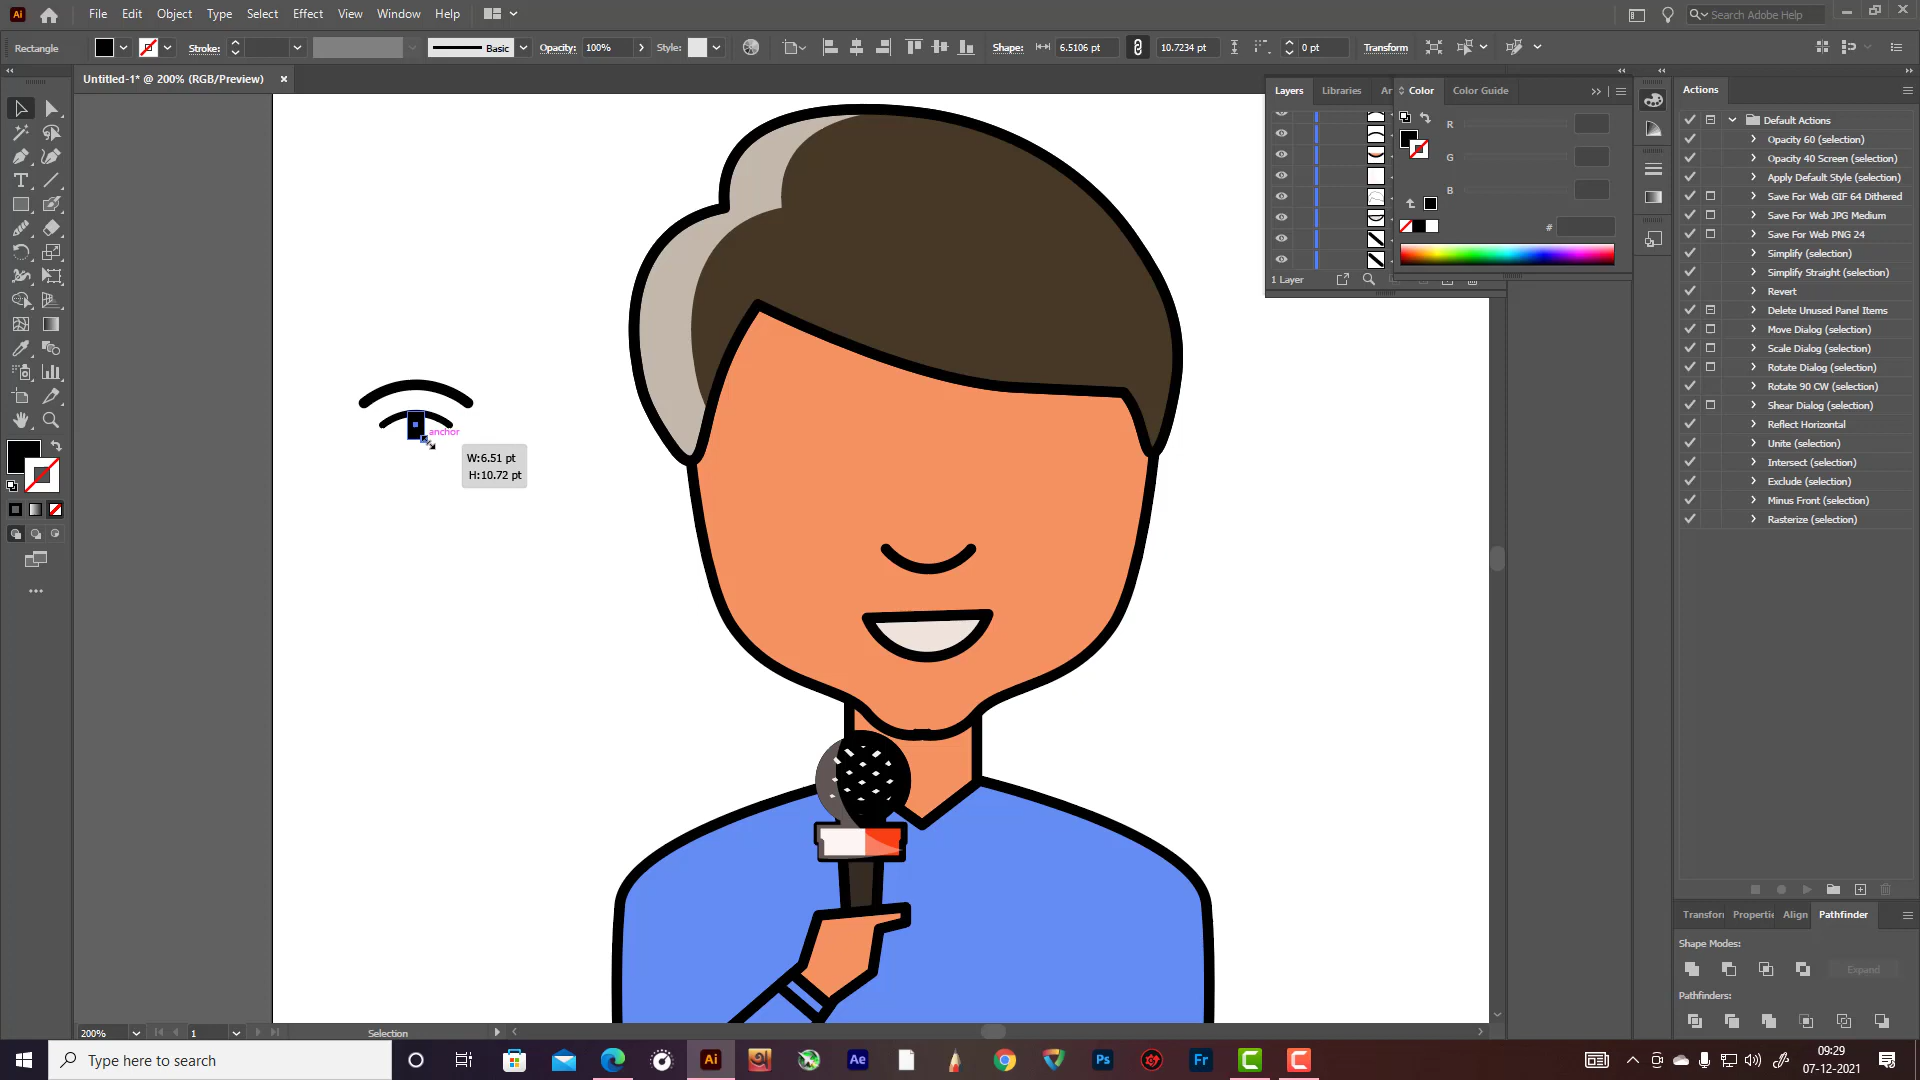 File Edit Object Type Select Effect View Window Help
Search Adobe Help
Rectangle Stroke: Basic Opacity: 100% Style: Shape: 6.5106 pt 10.7234 pt 0 pt Transform
Untitled-1* @ 200% (RGB/Preview)
Layers Libraries Ar Color Color Guide
R
G
B
#
1 Layer
Actions
Default Actions
Opacity 60 (selection)
Opacity 40 Screen (selection)
Apply Default Style (selection)
Save For Web GIF 64 Dithered
Save For Web JPG Medium
Save For Web PNG 24
Simplify (selection)
Simplify Straight (selection)
Revert
Delete Unused Panel Items
Move Dialog (selection)
Scale Dialog (selection)
Rotate Dialog (selection)
Rotate 90 CW (selection)
Shear Dialog (selection)
Reflect Horizontal
Unite (selection)
Intersect (selection)
Exclude (selection)
Minus Front (selection)
Rasterize (selection)
anchor
W:6.51 pt
H:10.72 pt
Transforn Properti Align Pathfinder
Shape Modes:
Expand
Pathfinders:
200% 1 Selection
Type here to search
Ai Ae Ps Fr
09:29
07-12-2021